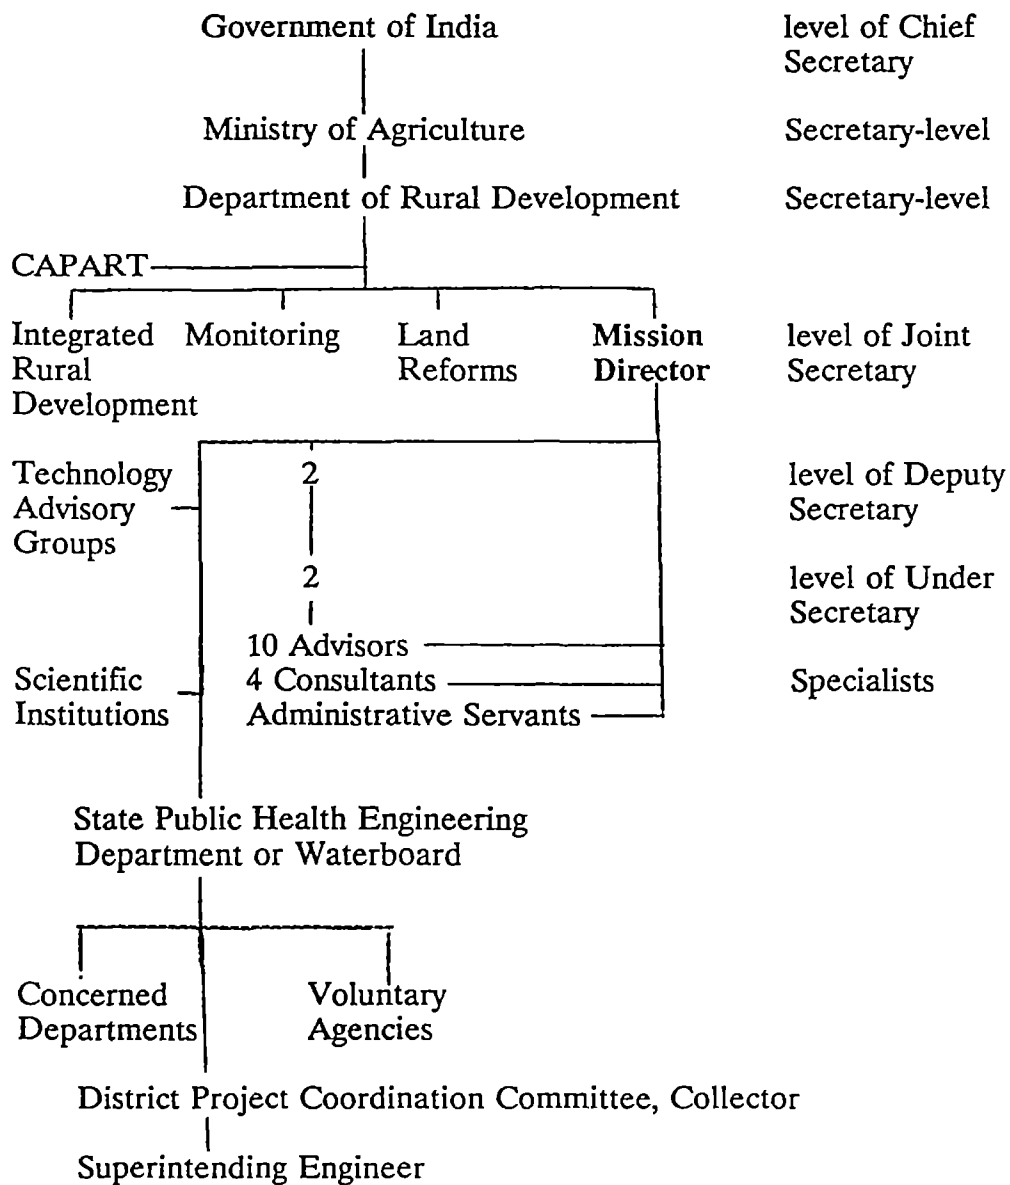 Government of India level of Chief
Secretary
Ministry of Agriculture Secretary-level
Department of Rural Development Secretary-level
CAPART
Integrated Monitoring Land Mission level of Joint
Rural Reforms Director Secretary
Development
Technology 2 level of Deputy
Advisory Secretary
Groups
2 level of Under
Secretary
10 Advisors
Scientific 4 Consultants Specialists
Institutions Administrative Servants
State Public Health Engineering
Department or Waterboard
Concerned Voluntary
Departments Agencies
District Project Coordination Committee, Collector
Superintending Engineer